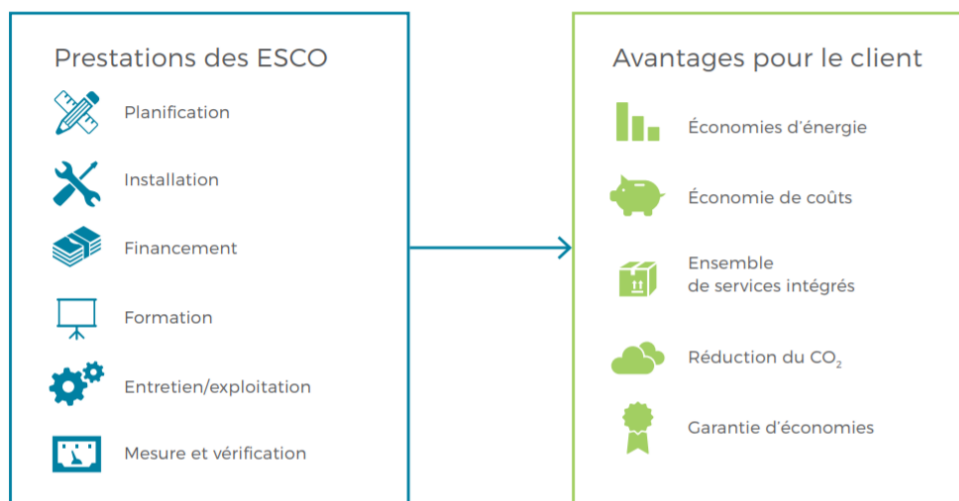 Prestations des ESCO
Planification
Installation
Financement
Formation
Entretien/exploitation
Mesure et vérification
Avantages pour le client
Économies d'énergie
Économie de coûts
Ensemble
de services intégrés
Réduction du CO₂
Garantie d'économies